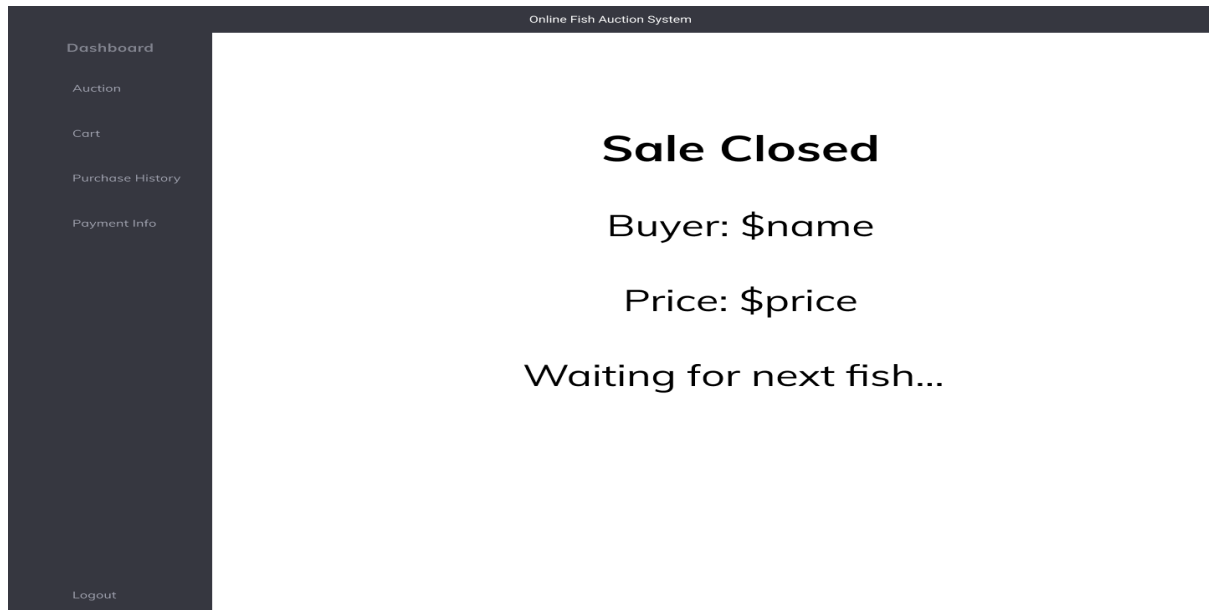 Online Fish Auction System
Dashboard
Auction
Cart
Purchase History
Payment Info
Logout
Sale Closed
Buyer: $name
Price: $price
Waiting for next fish...